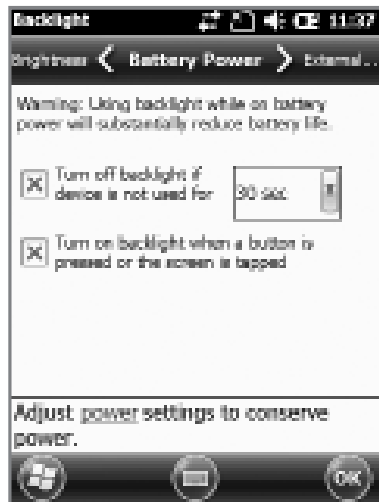 Backlight 11:37
Brightness Battery Power External...
Warning: Using backlight while on battery
power will substantially reduce battery life.
Turn off backlight if
device is not used for 30 sec
Turn on backlight when a button is
pressed or the screen is tapped
Adjust power settings to conserve
power.
OK